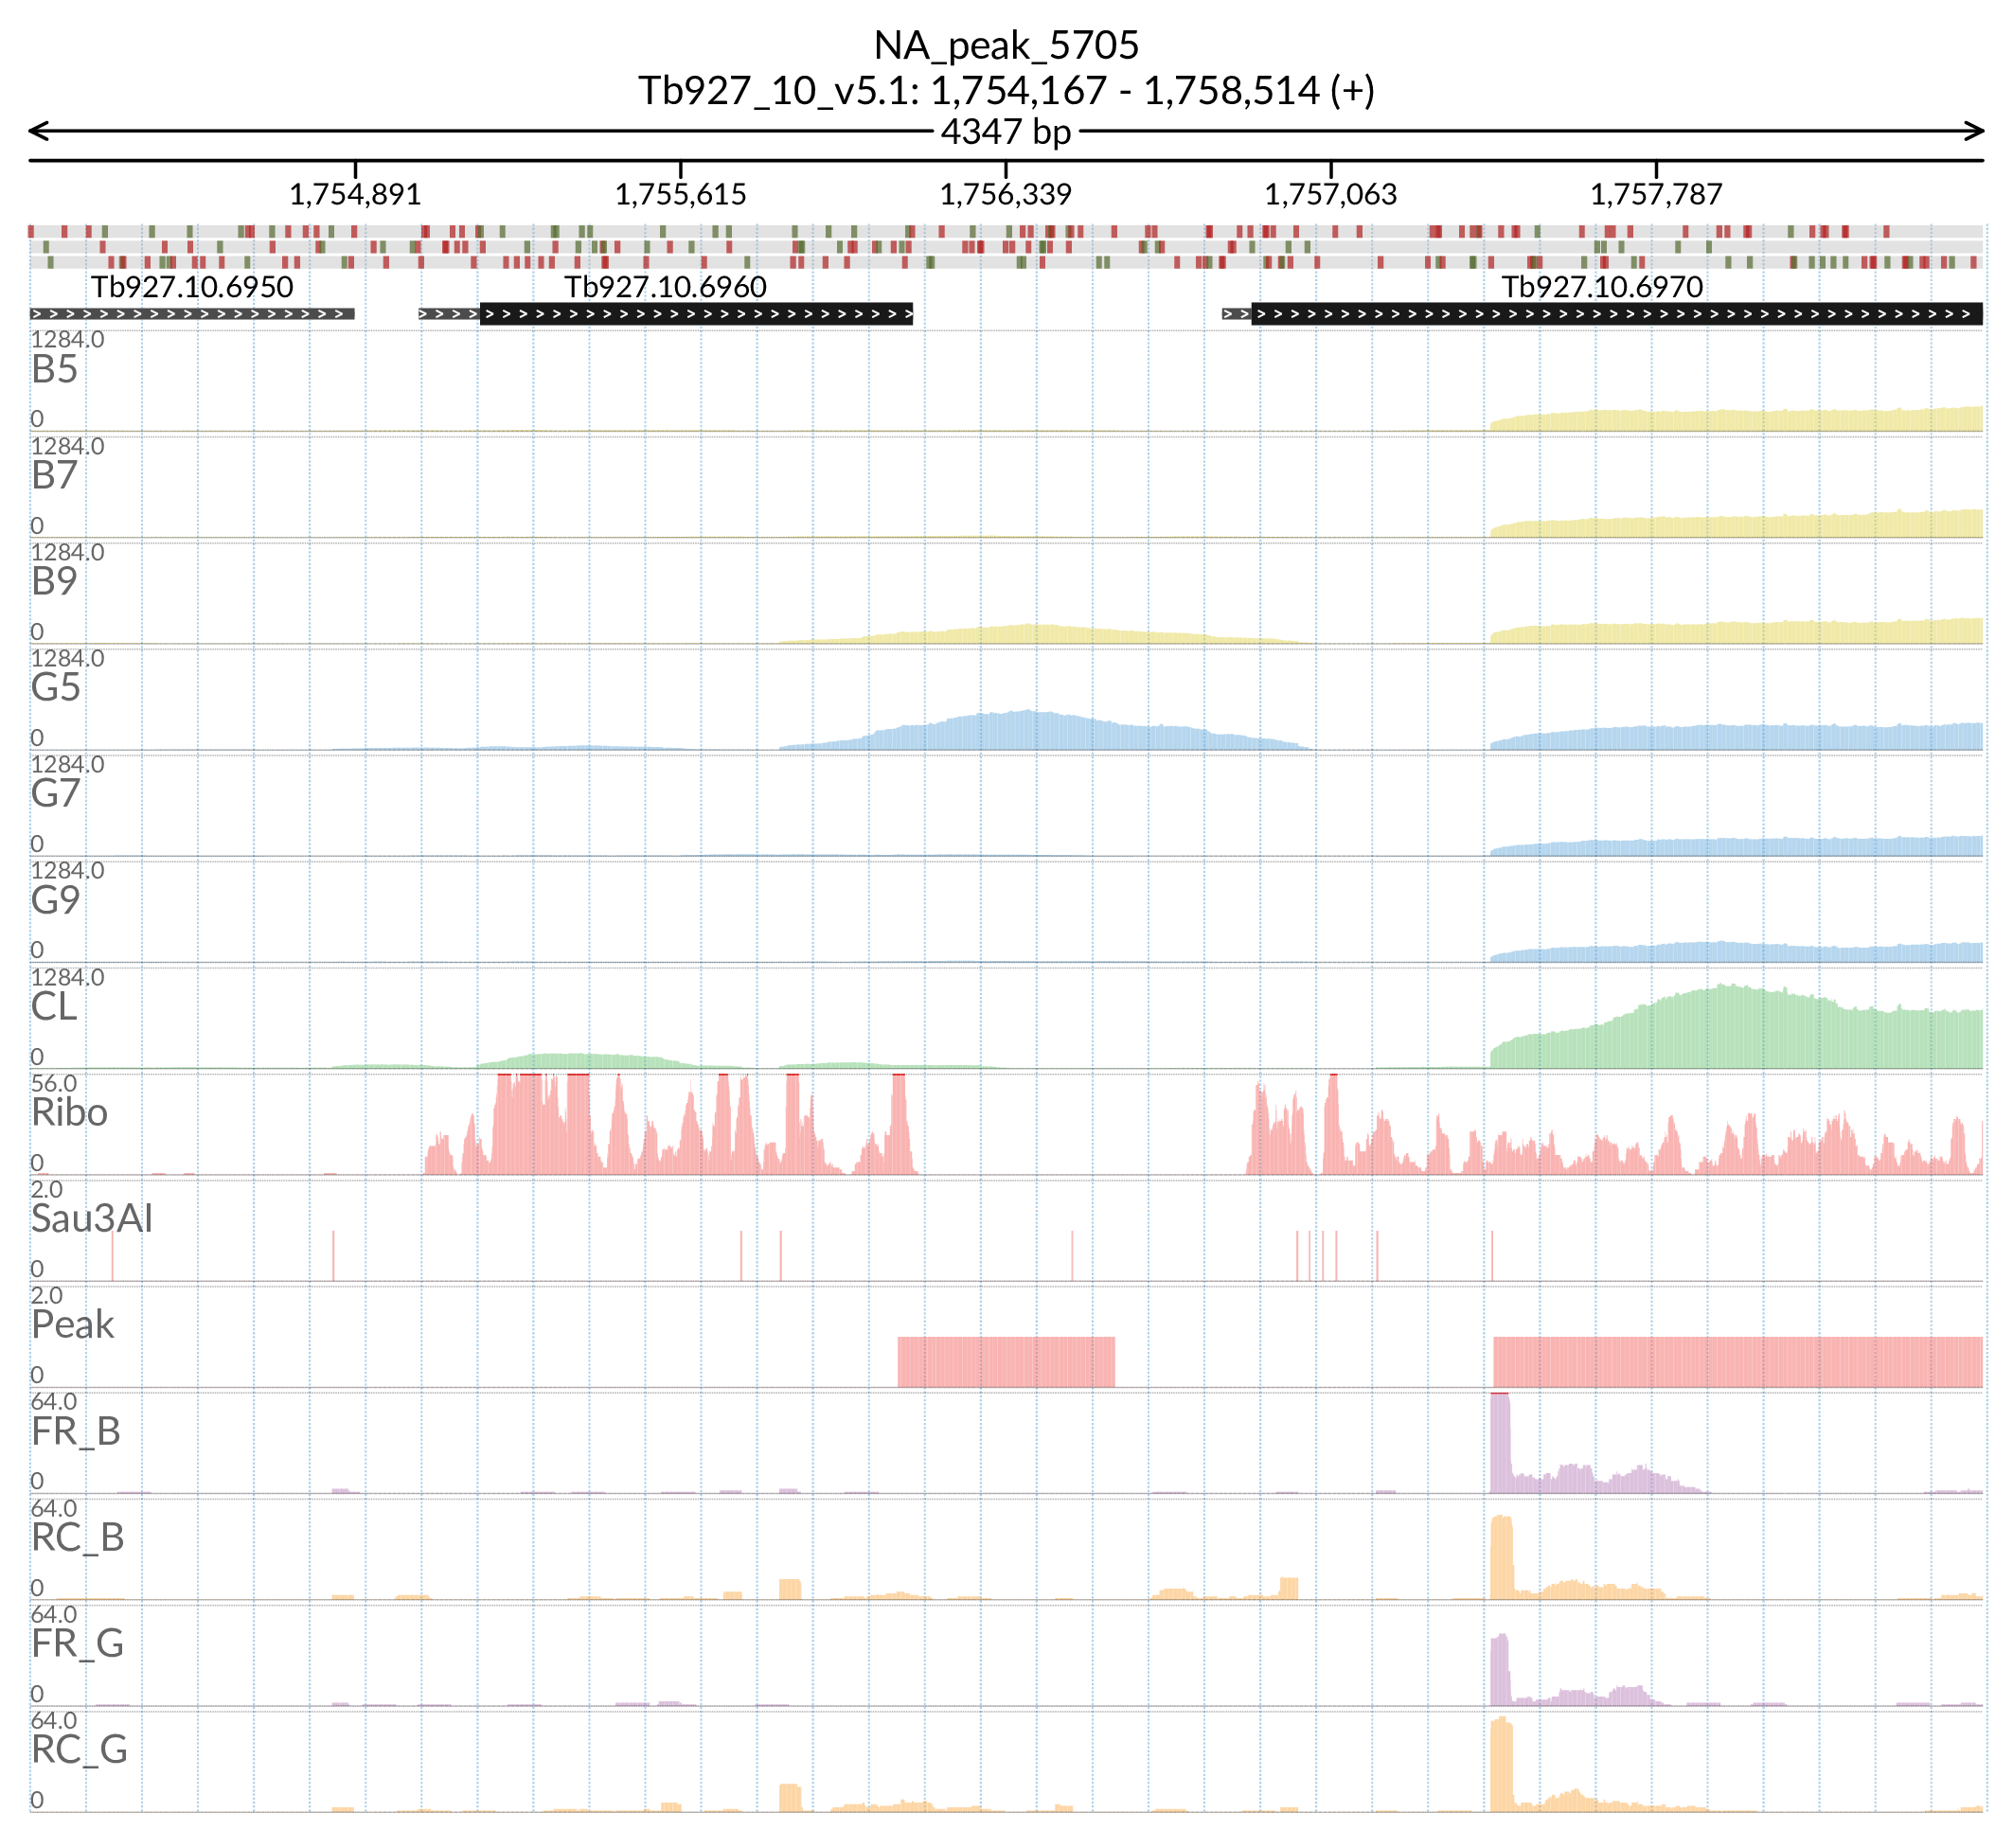 NA_peak_5705
Tb927_10_v5.1: 1,754,167 - 1,758,514 (+)
4347 bp
1,754,891 1,755,615 1,756,339 1,757,063 1,757,787
Tb927.10.6950 Tb927.10.6960 Tb927.10.6970
1284.0
B5
0
1284.0
B7
0
1284.0
B9
0
1284.0
G5
0
1284.0
G7
0
1284.0
G9
0
1284.0
CL
0
56.0
Ribo
0
2.0
Sau3AI
0
2.0
Peak
0
64.0
FR_B
0
64.0
RC_B
0
64.0
FR_G
0
64.0
RC_G
0